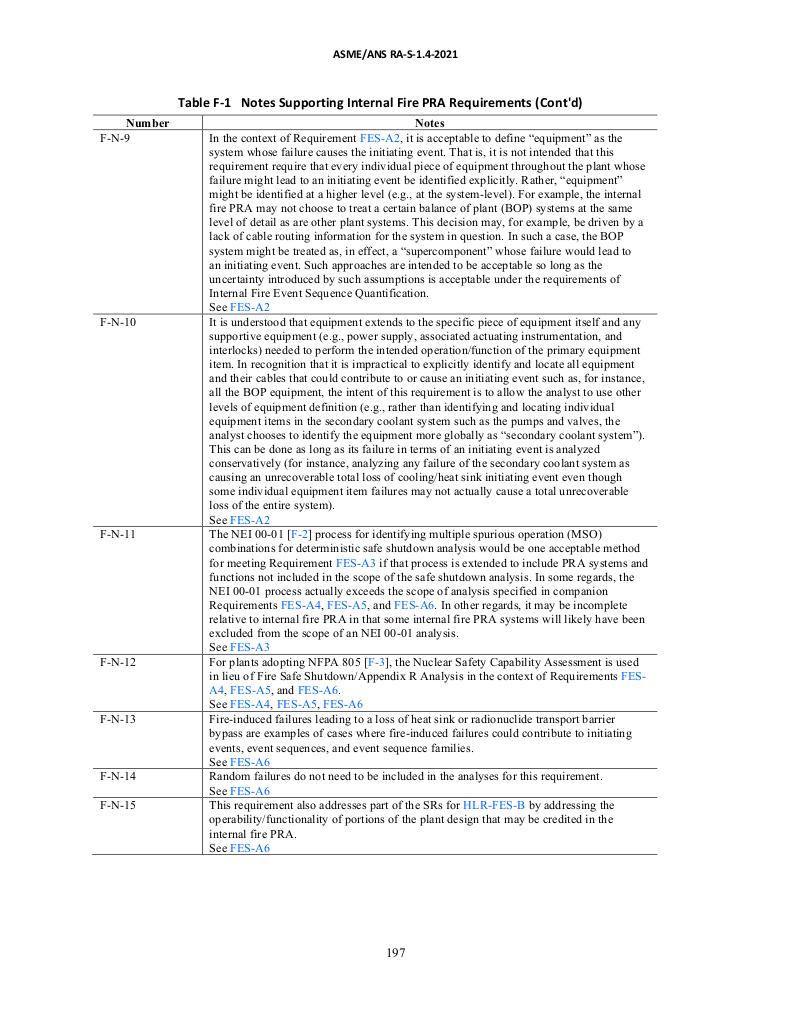 ASME/ANS RA-S-1.4-2021
Table F-1 Notes Supporting Internal Fire PRA Requirements (Cont'd)
Number Notes
F-N-9 In the context of Requirement FES-A2, it is acceptable to define “equipment” as the
system whose failure causes the initiating event. That is, it is not intended that this
requirement require that every individual piece of equipment throughout the plant whose
failure might lead to an initiating event be identified explicitly. Rather, “equipment”
might be identified at a higher level (e.g., at the system-level). For example, the internal
fire PRA may not choose to treat a certain balance of plant (BOP) systems at the same
level of detail as are other plant systems. This decision may, for example, be driven by a
lack of cable routing information for the system in question. In such a case, the BOP
system might be treated as, in effect, a “supercomponent” whose failure would lead to
an initiating event. Such approaches are intended to be acceptable so long as the
uncertainty introduced by such assumptions is acceptable under the requirements of
Internal Fire Event Sequence Quantification.
See FES-A2
F-N-10 It is understood that equipment extends to the specific piece of equipment itself and any
supportive equipment (e.g., power supply, associated actuating instrumentation, and
interlocks) needed to perform the intended operation/function of the primary equipment
item. In recognition that it is impractical to explicitly identify and locate all equipment
and their cables that could contribute to or cause an initiating event such as, for instance,
all the BOP equipment, the intent of this requirement is to allow the analyst to use other
levels of equipment definition (e.g., rather than identifying and locating individual
equipment items in the secondary coolant system such as the pumps and valves, the
analyst chooses to identify the equipment more globally as “secondary coolant system”).
This can be done as long as its failure in terms of an initiating event is analyzed
conservatively (for instance, analyzing any failure of the secondary coolant system as
causing an unrecoverable total loss of cooling/heat sink initiating event even though
some individual equipment item failures may not actually cause a total unrecoverable
loss of the entire system).
See FES-A2
F-N-11 The NEI 00-01 [F-2] process for identifying multiple spurious operation (MSO)
combinations for deterministic safe shutdown analysis would be one acceptable method
for meeting Requirement FES-A3 if that process is extended to include PRA systems and
functions not included in the scope of the safe shutdown analysis. In some regards, the
NEI 00-01 process actually exceeds the scope of analysis specified in companion
Requirements FES-A4, FES-A5, and FES-A6. In other regards, it may be incomplete
relative to internal fire PRA in that some internal fire PRA systems will likely have been
excluded from the scope of an NEI 00-01 analysis.
See FES-A3
F-N-12 For plants adopting NFPA 805 [F-3], the Nuclear Safety Capability Assessment is used
in lieu of Fire Safe Shutdown/Appendix R Analysis in the context of Requirements FES-
A4, FES-A5, and FES-A6.
See FES-A4, FES-A5, FES-A6
F-N-13 Fire-induced failures leading to a loss of heat sink or radionuclide transport barrier
bypass are examples of cases where fire-induced failures could contribute to initiating
events, event sequences, and event sequence families.
See FES-A6
F-N-14 Random failures do not need to be included in the analyses for this requirement.
See FES-A6
F-N-15 This requirement also addresses part of the SRs for HLR-FES-B by addressing the
operability/functionality of portions of the plant design that may be credited in the
internal fire PRA.
See FES-A6
197